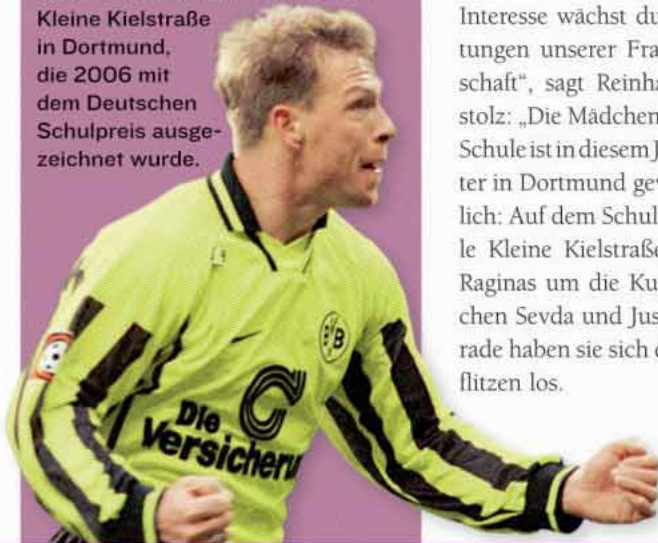 Kleine Kielstraße
in Dortmund,
die 2006 mit
dem Deutschen
Schulpreis ausge-
zeichnet wurde.
BVB
Die
Versicheru
Interesse wächst du
tungen unserer Fra
schaft“, sagt Reinha
stolz: „Die Mädchen
Schule ist in diesem J
ter in Dortmund gev
lich: Auf dem Schul
le Kleine Kielstraße
Raginas um die Ku
chen Sevda und Jus
rade haben sie sich e
flitzen los.